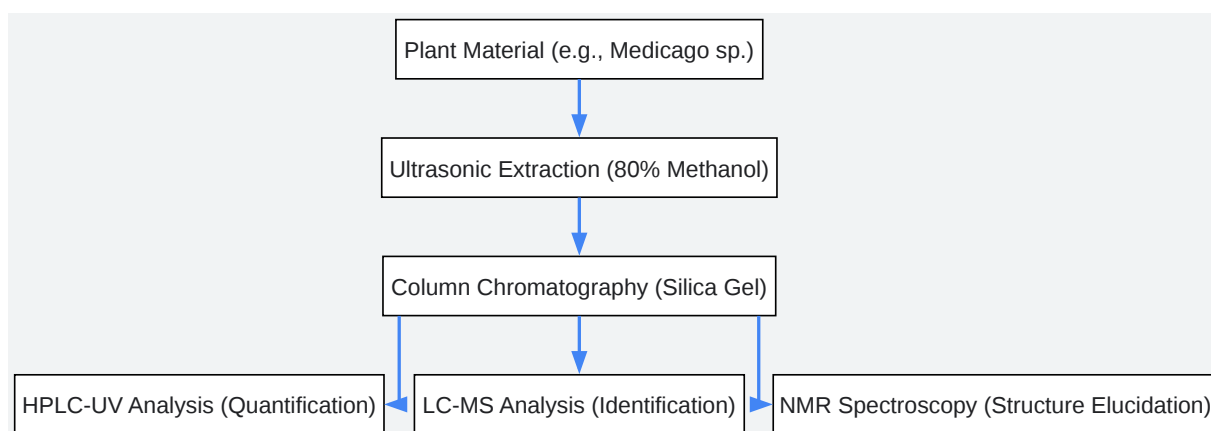 Plant Material (e.g., Medicago sp.)
Ultrasonic Extraction (80% Methanol)
Column Chromatography (Silica Gel)
HPLC-UV Analysis (Quantification)
LC-MS Analysis (Identification)
NMR Spectroscopy (Structure Elucidation)